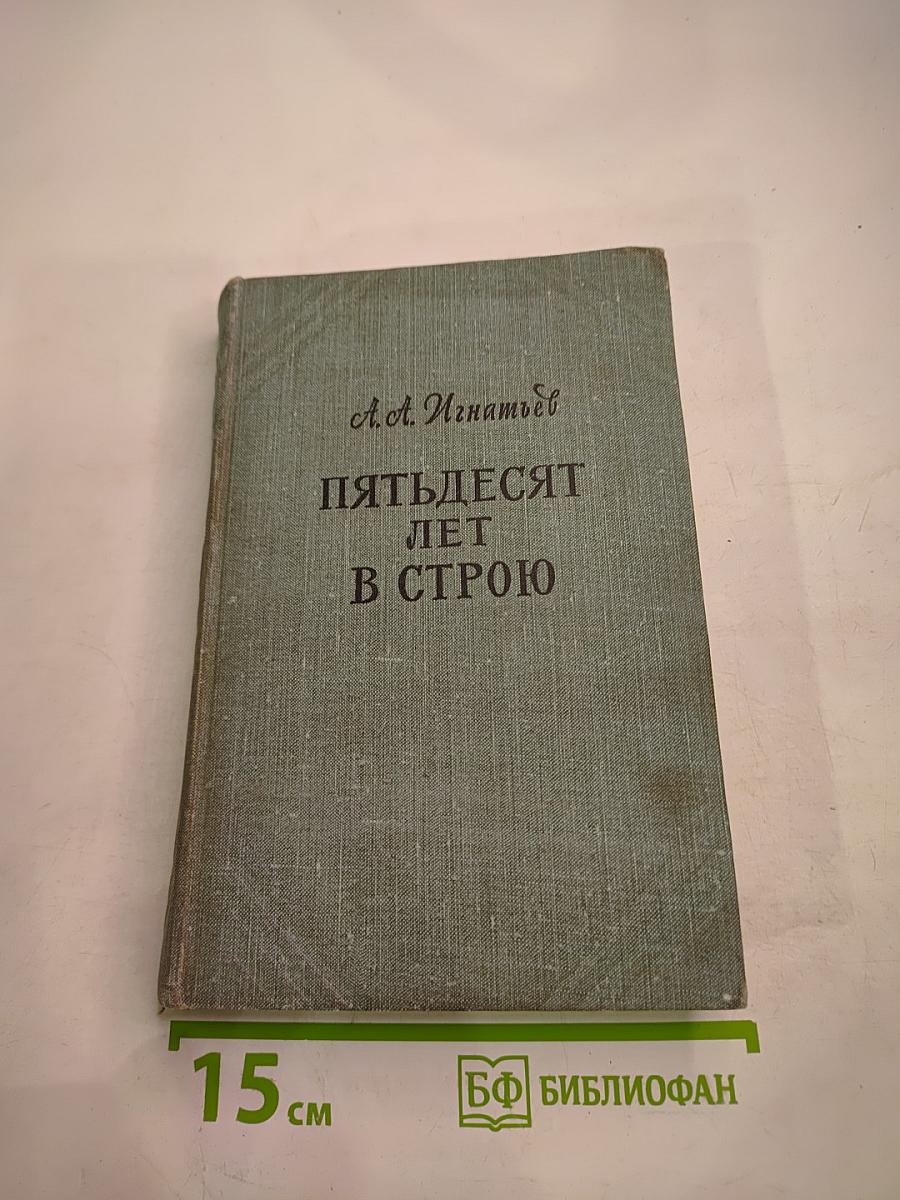 А. А. Игнатьев
ПЯТЬДЕСЯТ
ЛЕТ
В СТРОЮ
15 см
БФ БИБЛИОФАН